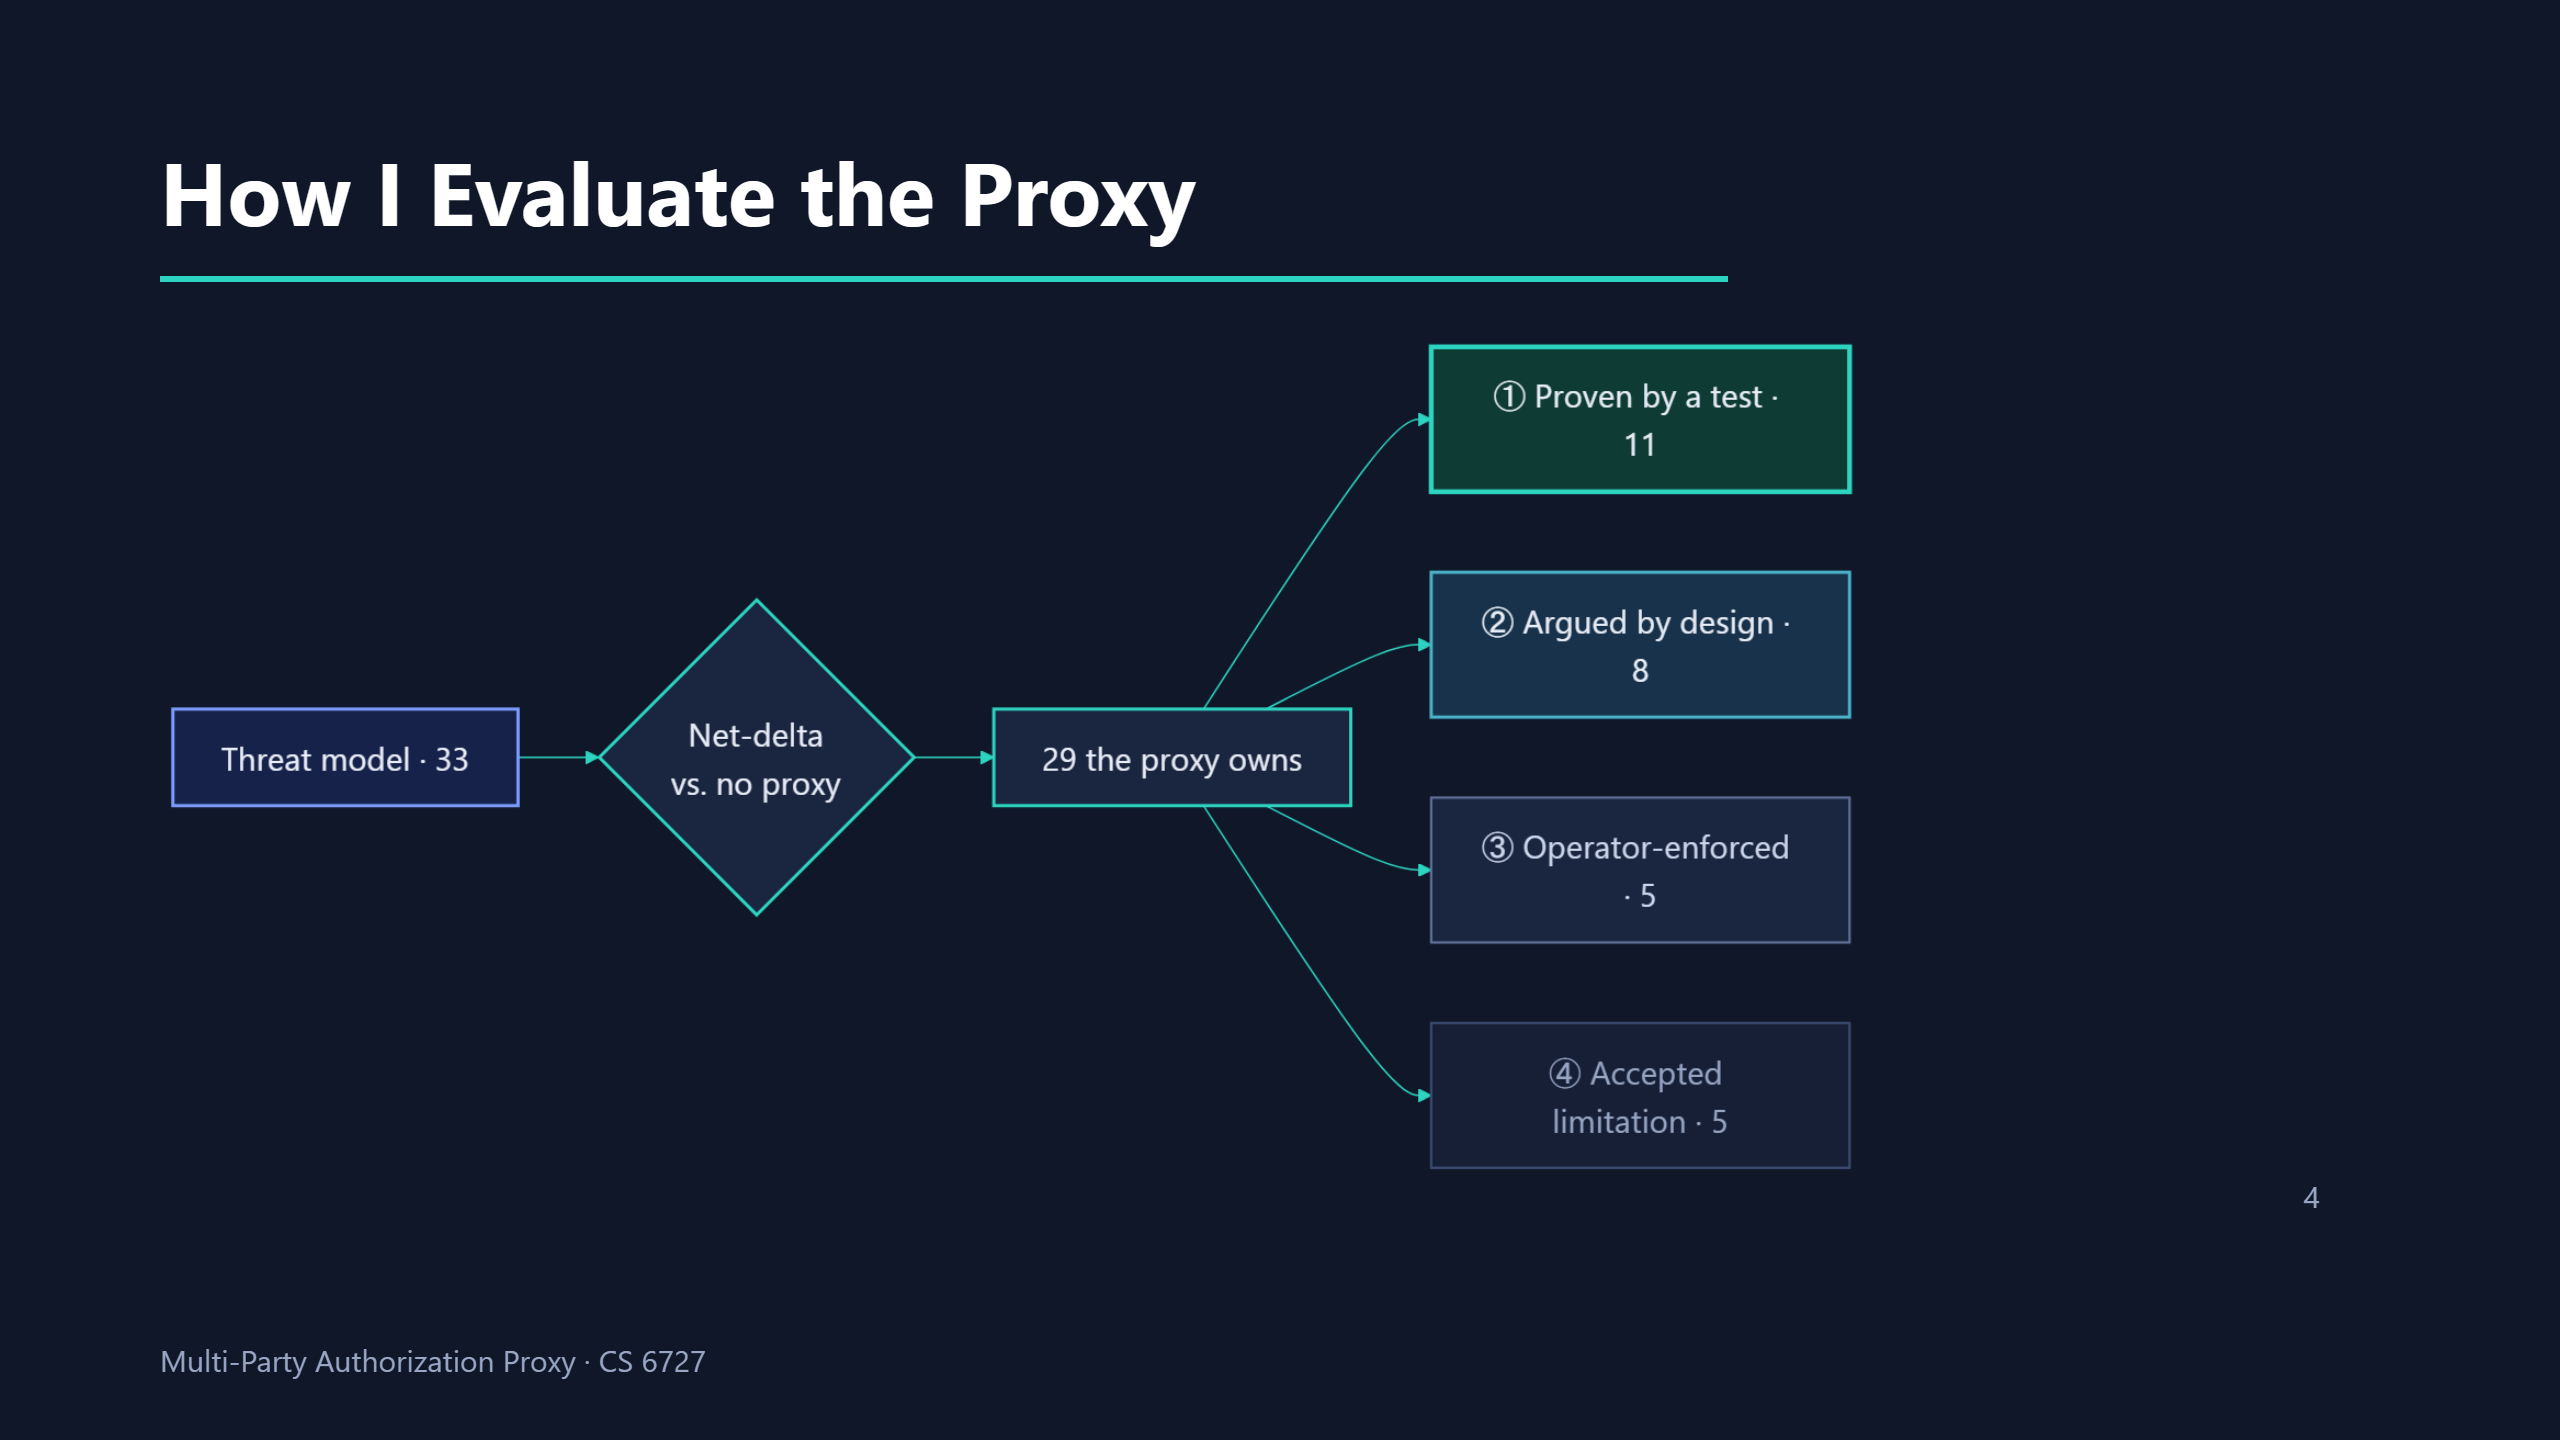 How I Evaluate the Proxy
Threat model · 33
Net-delta
vs. no proxy
29 the proxy owns
① Proven by a test ·
11
② Argued by design ·
8
③ Operator-enforced
· 5
④ Accepted
limitation · 5
4
Multi-Party Authorization Proxy · CS 6727